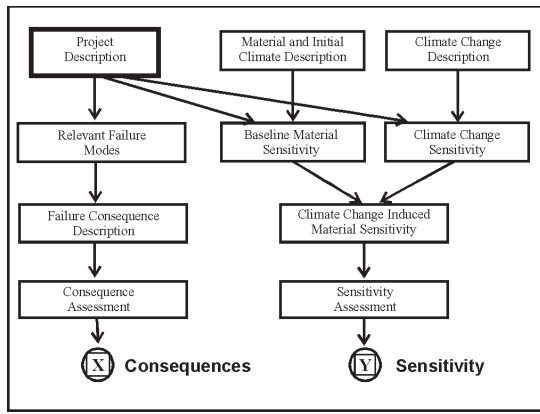 Project
Description
Material and Initial
Climate Description
Climate Change
Description
Relevant Failure
Modes
Baseline Material
Sensitivity
Climate Change
Sensitivity
Failure Consequence
Description
Climate Change Induced
Material Sensitivity
Consequence
Assessment
Sensitivity
Assessment
X Consequences
Y Sensitivity